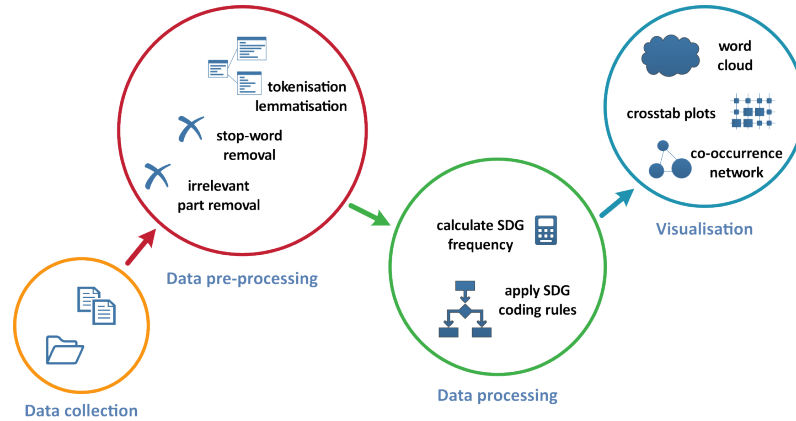 tokenisation
lemmatisation
stop-word
removal
irrelevant
part removal
Data pre-processing
Data collection
calculate SDG
frequency
apply SDG
coding rules
Data processing
word
cloud
crosstab plots
co-occurrence
network
Visualisation